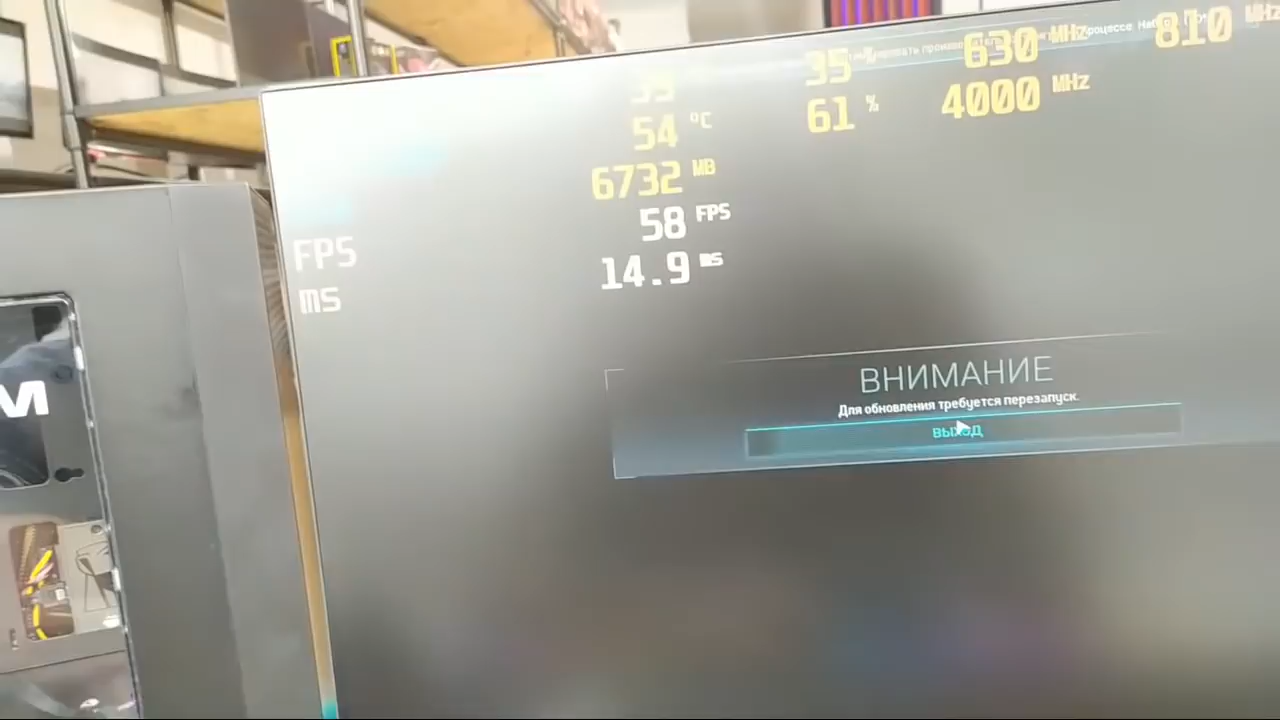 35 630 MHz 810 MHz
54 °C 61 % 4000 MHz
6732 MB
FPS 58 FPS
ms 14.9 ms
ВНИМАНИЕ
Для обновления требуется перезапуск.
ВЫХОД
M